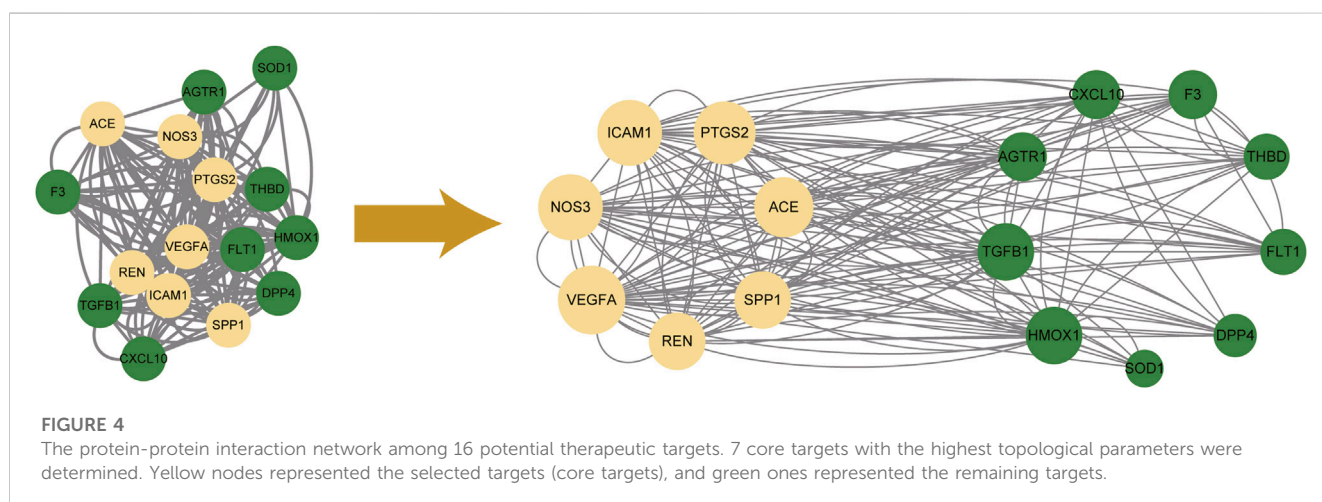 SOD1
AGTR1
ACE
NOS3
PTGS2
THBD
F3
HMOX1
VEGFA
FLT1
REN
ICAM1
DPP4
TGFB1
SPP1
CXCL10
CXCL10
F3
ICAM1
PTGS2
AGTR1
THBD
NOS3
ACE
TGFB1
FLT1
VEGFA
SPP1
HMOX1
DPP4
REN
SOD1
FIGURE 4
The protein-protein interaction network among 16 potential therapeutic targets. 7 core targets with the highest topological parameters were
determined. Yellow nodes represented the selected targets (core targets), and green ones represented the remaining targets.